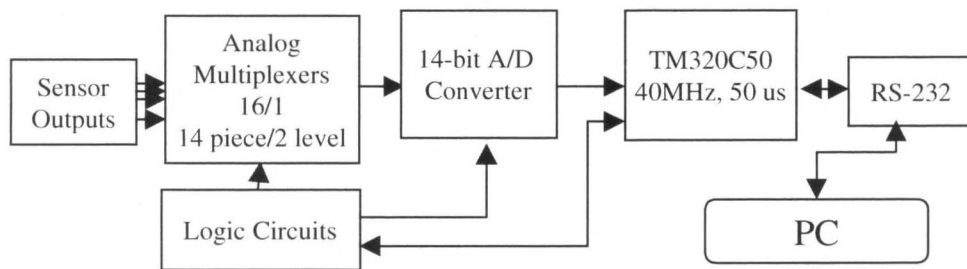 Sensor
Outputs
Analog
Multiplexers
16/1
14 piece/2 level
14-bit A/D
Converter
TM320C50
40MHz, 50 us
RS-232
Logic Circuits
PC